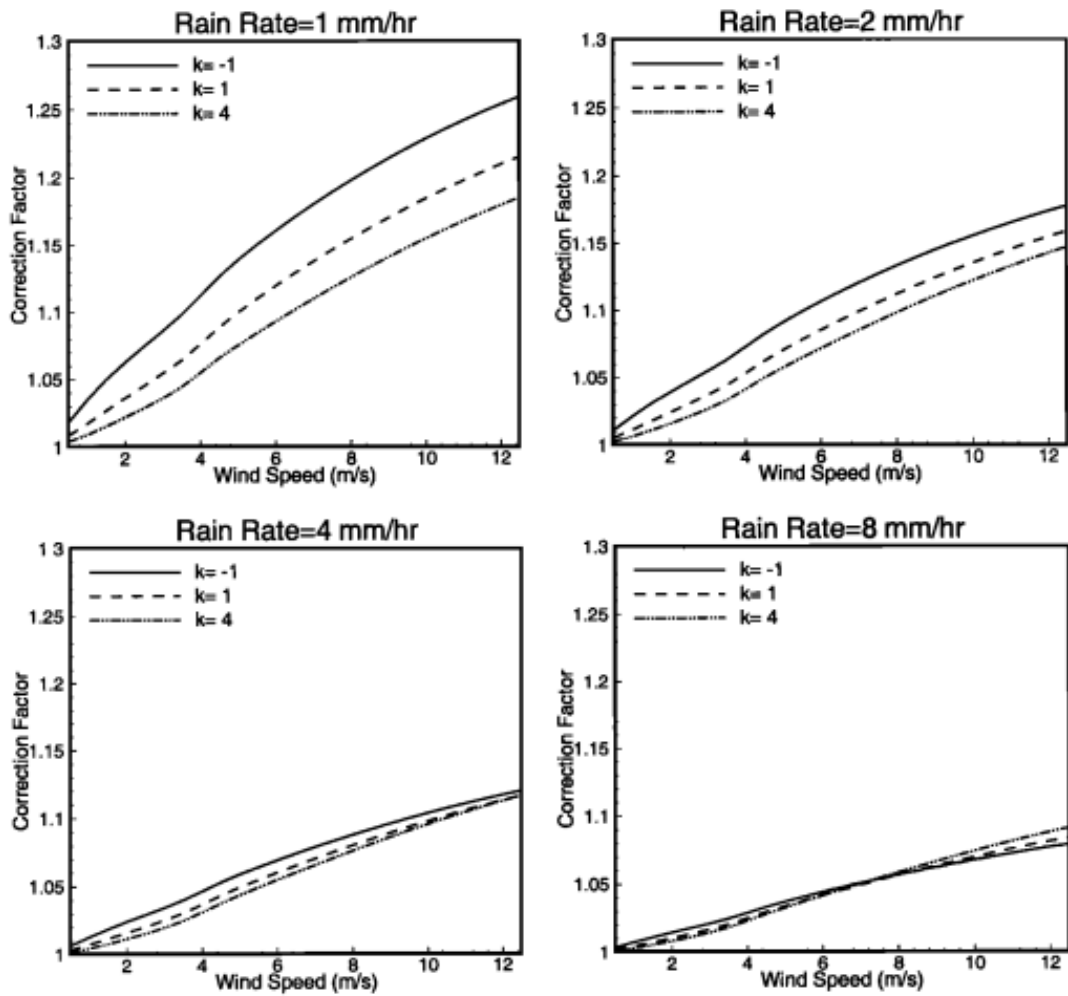 Rain Rate=1 mm/hr
1.3
k= -1
k= 1
k= 4
1.25
1.2
1.15
1.1
1.05
1
Correction Factor
2 4 6 8 10 12
Wind Speed (m/s)
Rain Rate=2 mm/hr
1.3
k= -1
k= 1
k= 4
1.25
1.2
1.15
1.1
1.05
1
Correction Factor
2 4 6 8 10 12
Wind Speed (m/s)
Rain Rate=4 mm/hr
1.3
k= -1
k= 1
k= 4
1.25
1.2
1.15
1.1
1.05
1
Correction Factor
2 4 6 8 10 12
Wind Speed (m/s)
Rain Rate=8 mm/hr
1.3
k= -1
k= 1
k= 4
1.25
1.2
1.15
1.1
1.05
1
Correction Factor
2 4 6 8 10 12
Wind Speed (m/s)